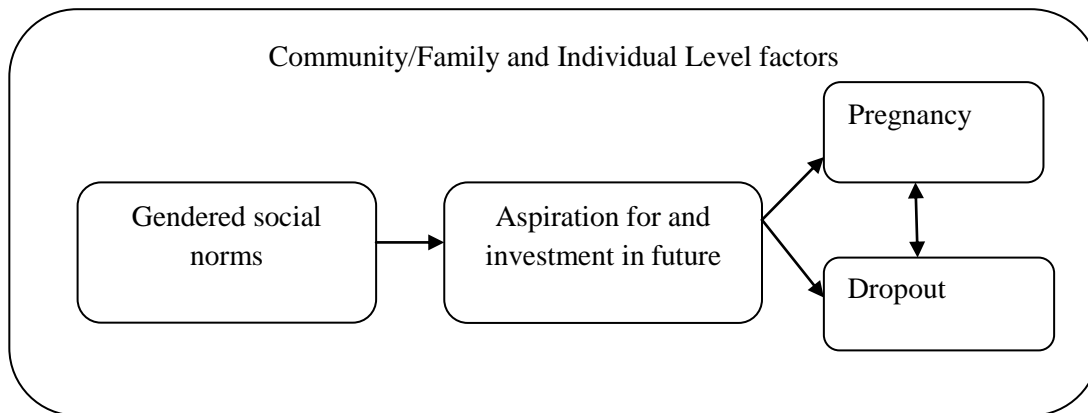 Community/Family and Individual Level factors
Pregnancy
Gendered social
norms
Aspiration for and
investment in future
Dropout